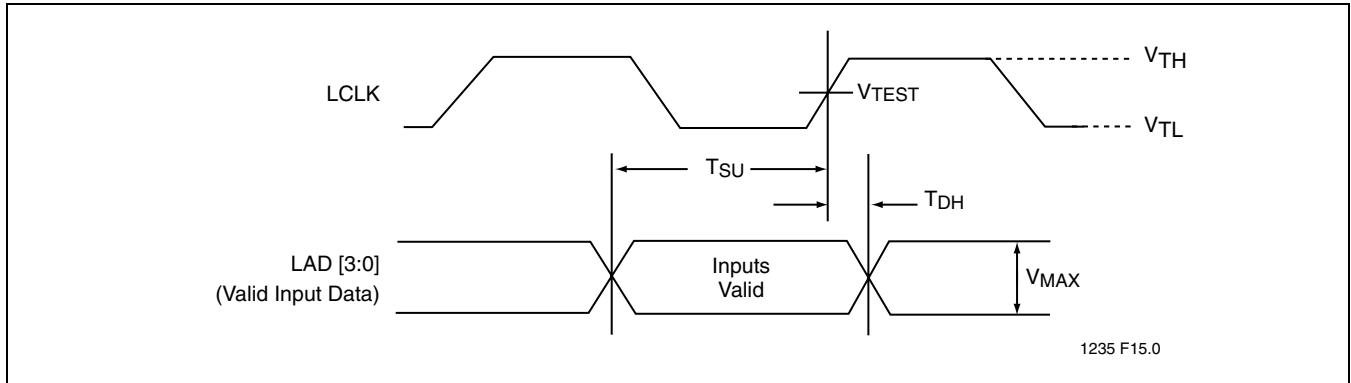 LCLK
VTH
VTEST
VTL
TSU
TDH
LAD [3:0]
(Valid Input Data)
Inputs
Valid
VMAX
1235 F15.0